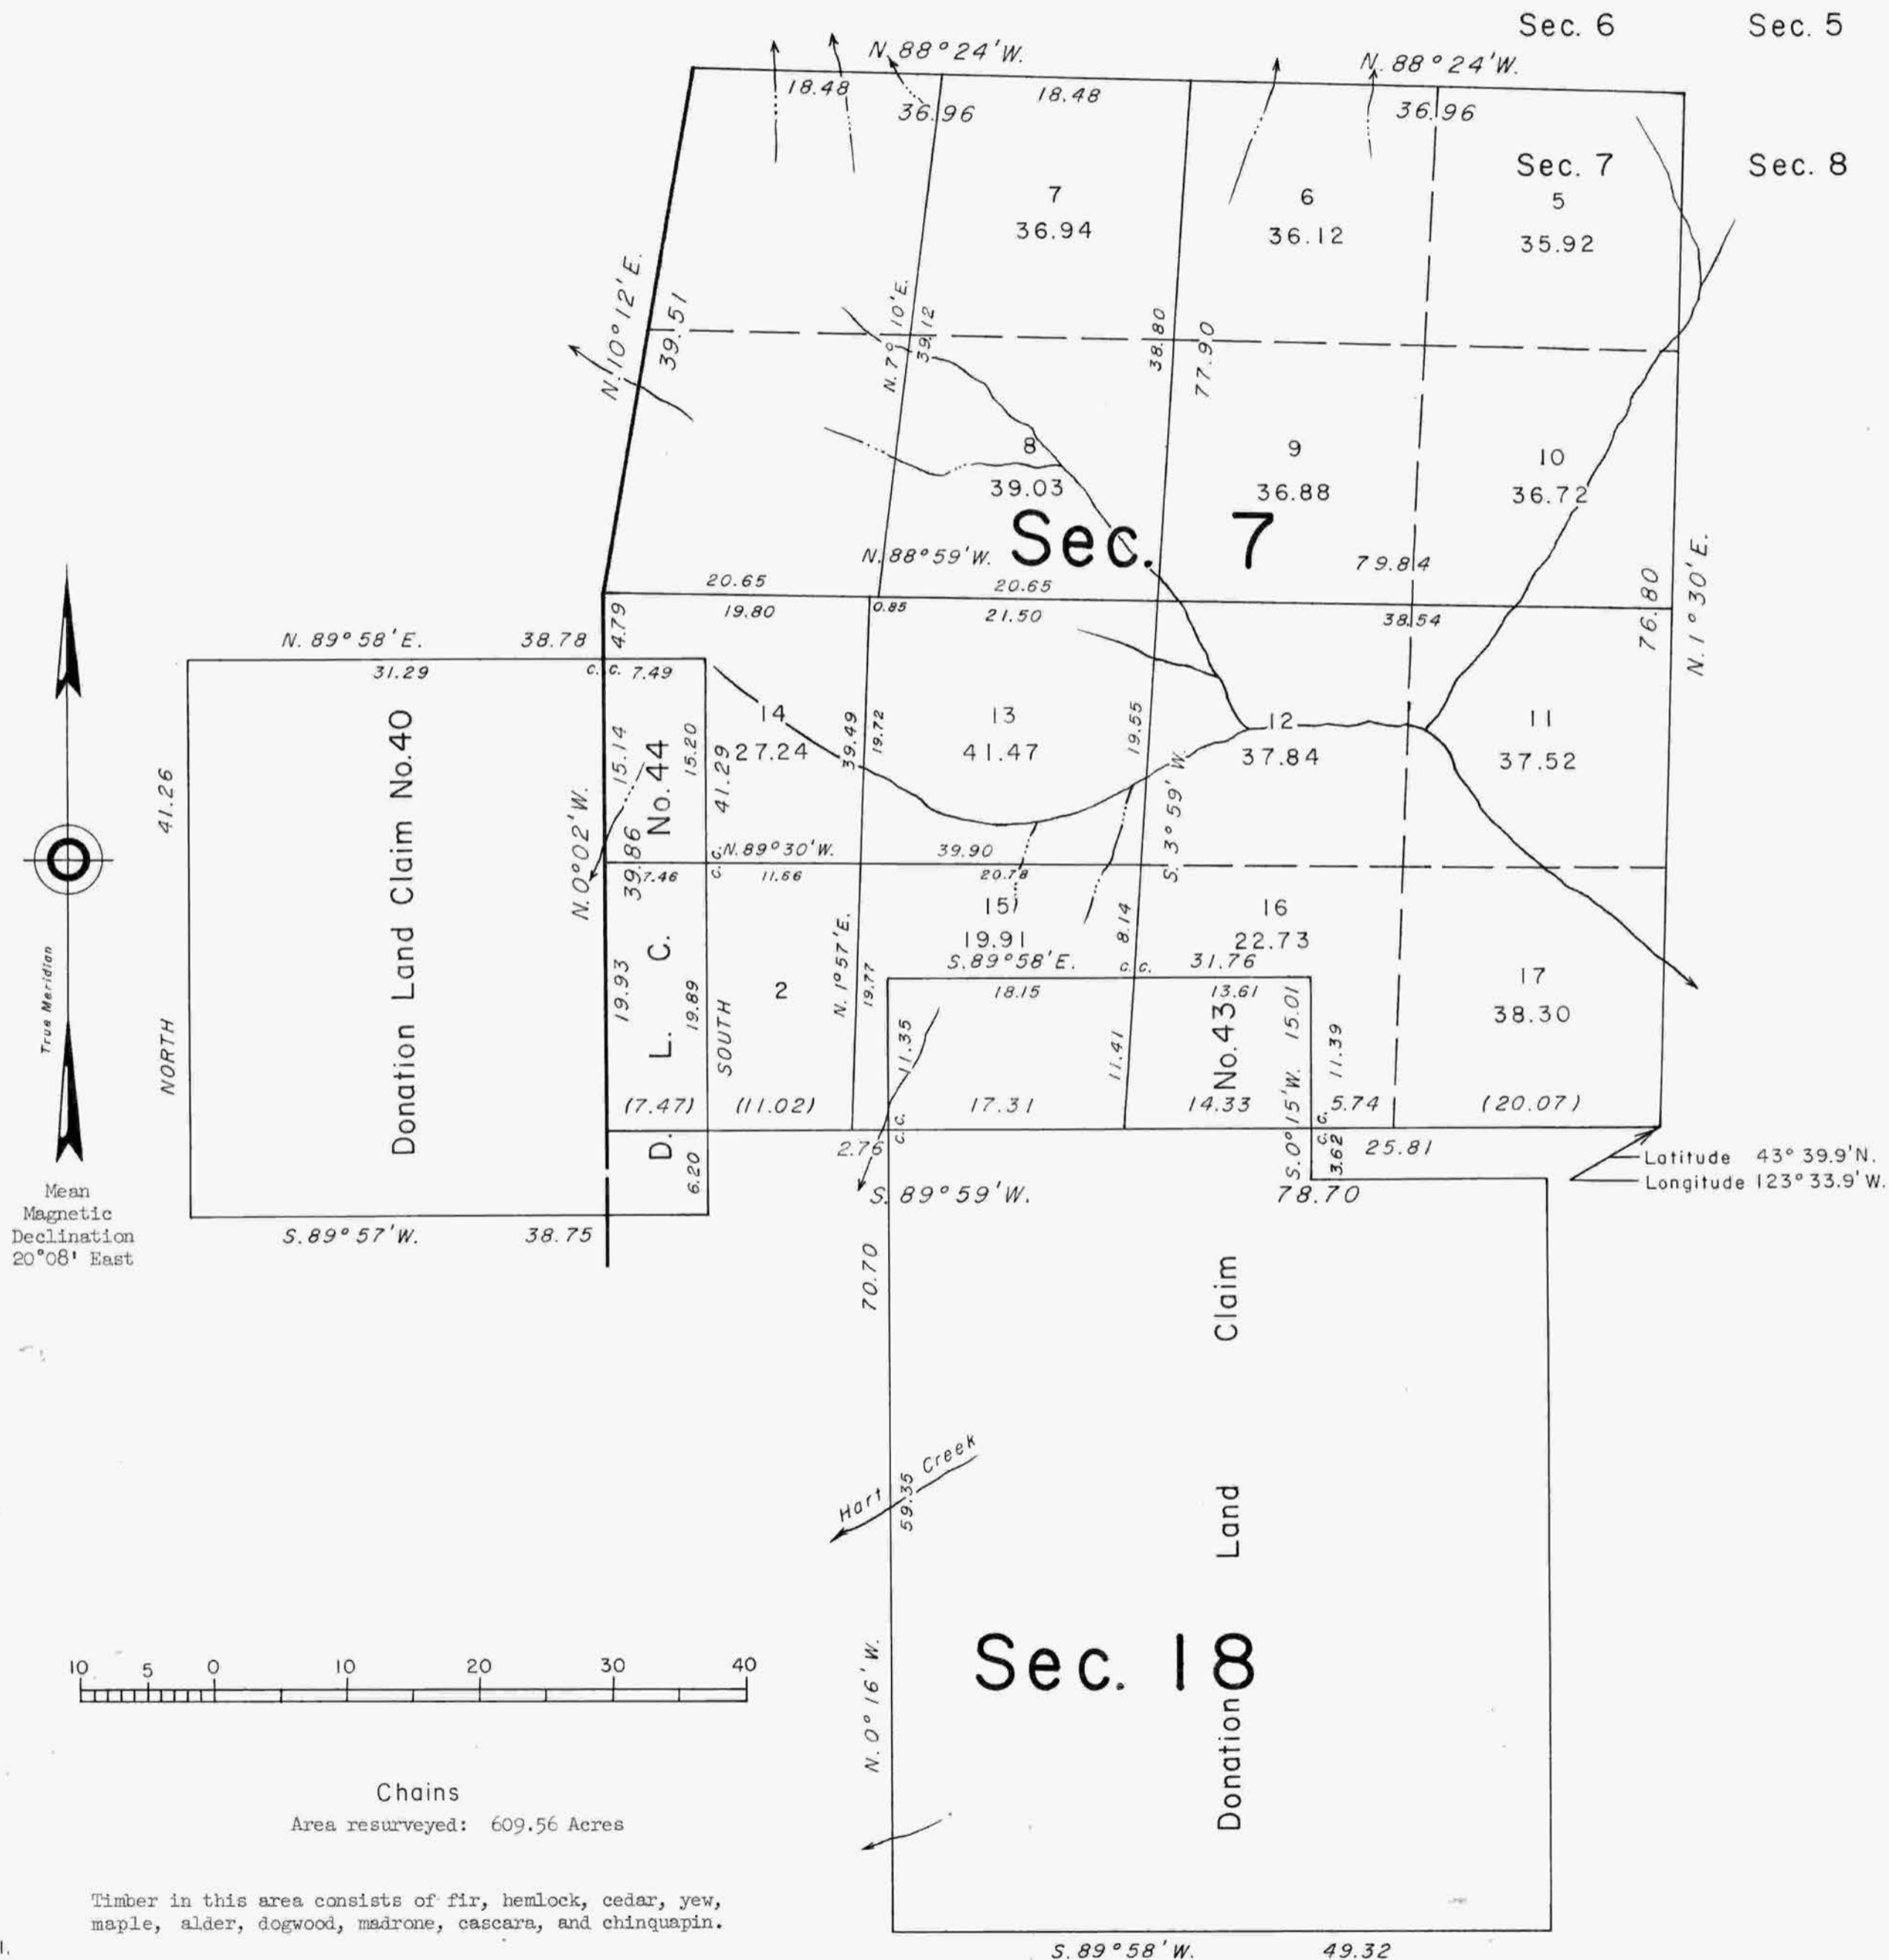 Sec. 6 Sec. 5
N. 88°24'W. N. 88°24'W.
18.48 18.48
36.96 36.96
Sec. 7 Sec. 8
7 6 5
36.94 36.12 35.92
N. 10°12'E.
39.51
N. 7°10'E.
39.12
38.80
77.90
8 9 10
39.03 36.88 36.72
Sec. 7
N. 88°59'W. 79.84
20.65 20.65
19.80 0.85 21.50 38.54
4.79
76.80
N. 1°30'E.
N. 89°58'E. 38.78
31.29 C. C. 7.49
14 13 12 11
27.24 41.47 37.84 37.52
41.26
NORTH
Donation Land Claim No. 40
N. 0°02'W.
15.14
39.86
D. L. C. No. 44
15.20
41.29
39.49
19.72
19.55
S. 3°59'W.
C. C. N. 89°30'W. 39.90
7.46 11.66 20.78
15 16
19.91 22.73
S. 89°58'E. C. C. 31.76
18.15 13.61
2
17
38.30
19.93
19.89
SOUTH
N. 1°57'E.
19.77
8.14
11.35
11.41
No. 43
S. 0°15'W. 15.01
11.39
(7.47) (11.02) 17.31 14.33 5.74 (20.07)
2.76 C. C. C. C. 25.81
3.62
6.20
S. 89°59'W. 78.70
Latitude 43° 39.9'N.
Longitude 123° 33.9'W.
S. 89°57'W. 38.75
True Meridian
Mean
Magnetic
Declination
20°08' East
70.70
Hart Creek
59.35
N. 0°16'W.
Donation Land Claim
Sec. 18
10 5 0 10 20 30 40
Chains
Area resurveyed: 609.56 Acres
Timber in this area consists of fir, hemlock, cedar, yew,
maple, alder, dogwood, madrone, cascara, and chinquapin.
S. 89°58'W. 49.32